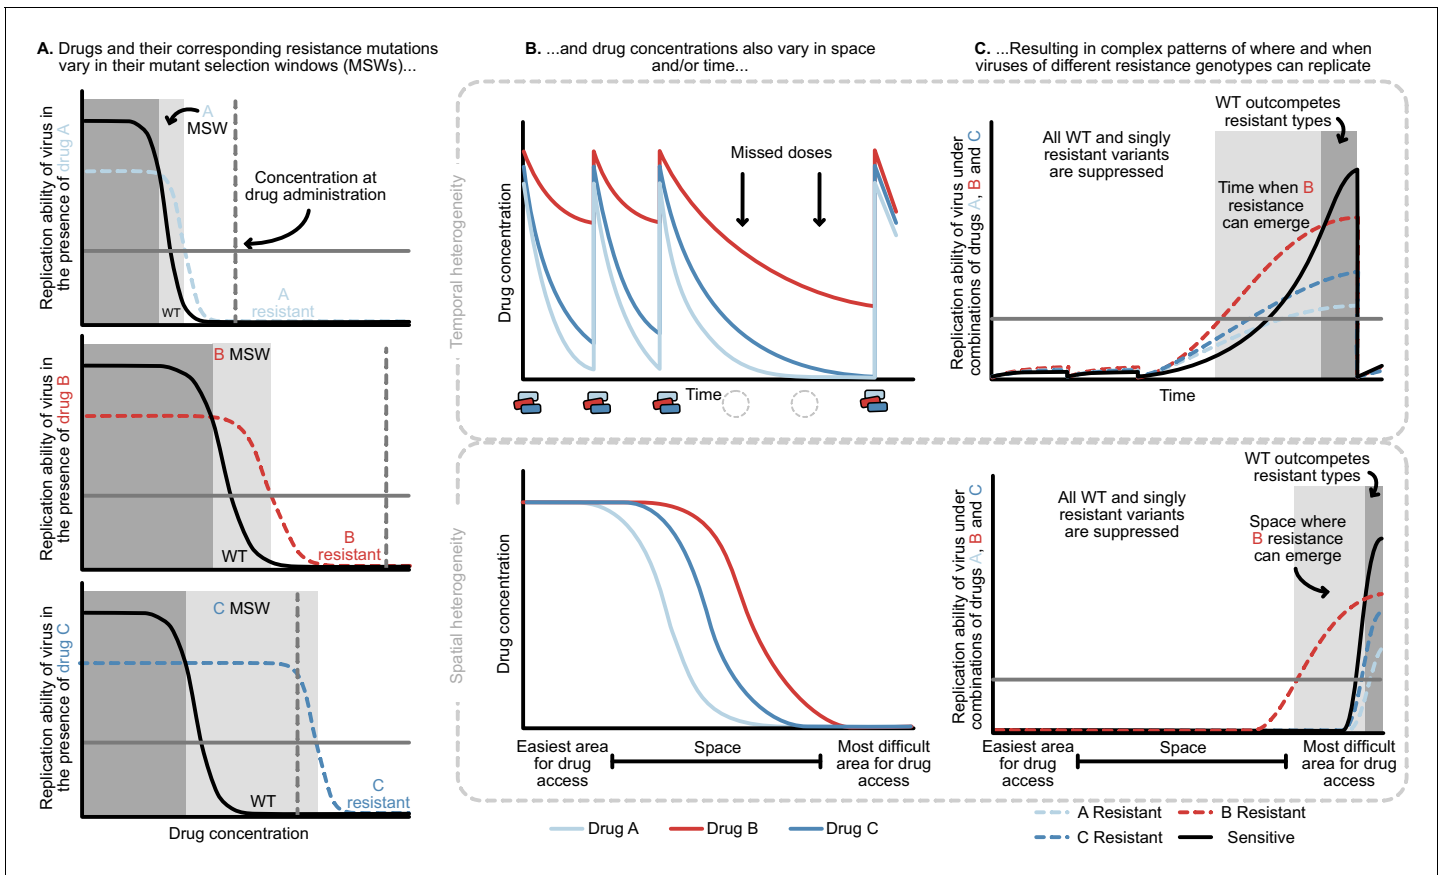 A. Drugs and their corresponding resistance mutations
vary in their mutant selection windows (MSWs)...
Replication ability of virus in
the presence of drug A
A
MSW
Concentration at
drug administration
WT
A
resistant
Replication ability of virus in
the presence of drug B
B MSW
WT
B
resistant
Replication ability of virus in
the presence of drug C
C MSW
WT
C
resistant
Drug concentration
B. ...and drug concentrations also vary in space
and/or time...
Temporal heterogeneity
Drug concentration
Missed doses
Time
Spatial heterogeneity
Drug concentration
Easiest area
for drug
access
Space
Most difficult
area for drug
access
Drug A
Drug B
Drug C
C. ...Resulting in complex patterns of where and when
viruses of different resistance genotypes can replicate
Replication ability of virus under
combinations of drugs A, B and C
WT outcompetes
resistant types
All WT and singly
resistant variants
are suppressed
Time when B
resistance
can emerge
Time
Replication ability of virus under
combinations of drugs A, B and C
WT outcompetes
resistant types
All WT and singly
resistant variants
are suppressed
Space where
B resistance
can emerge
Easiest area
for drug
access
Space
Most difficult
area for drug
access
A Resistant
B Resistant
C Resistant
Sensitive